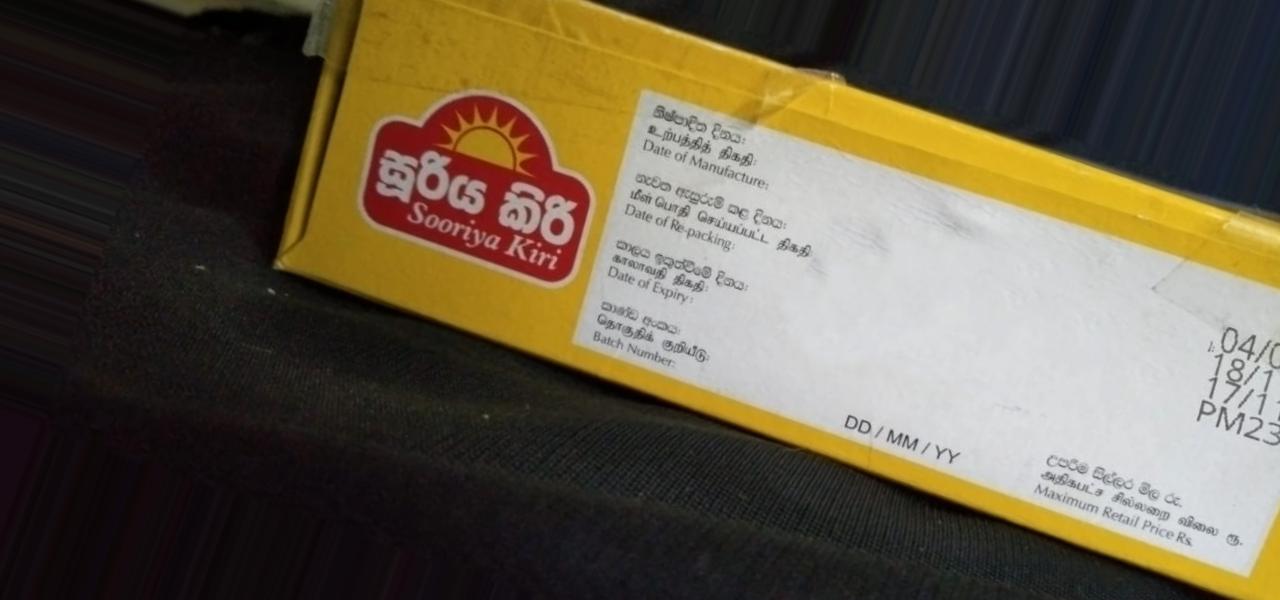 සූරිය කිරි
Sooriya Kiri
නිෂ්පාදිත දිනය:
உற்பத்தித் திகதி:
Date of Manufacture:
නැවත ඇසුරුම් කළ දිනය:
மீள் பொதி செய்யப்பட்ட திகதி:
Date of Re-packing:
කාලය ඉකුත්වීමේ දිනය:
காலாவதி திகதி:
Date of Expiry:
කාණ්ඩ අංකය:
தொகுதிக் குறியீடு:
Batch Number:
04/0
18/1
17/11
PM23
DD / MM / YY
උපරිම සිල්ලර මිල රු.
அதிகபட்ச சில்லறை விலை ரூ.
Maximum Retail Price Rs.